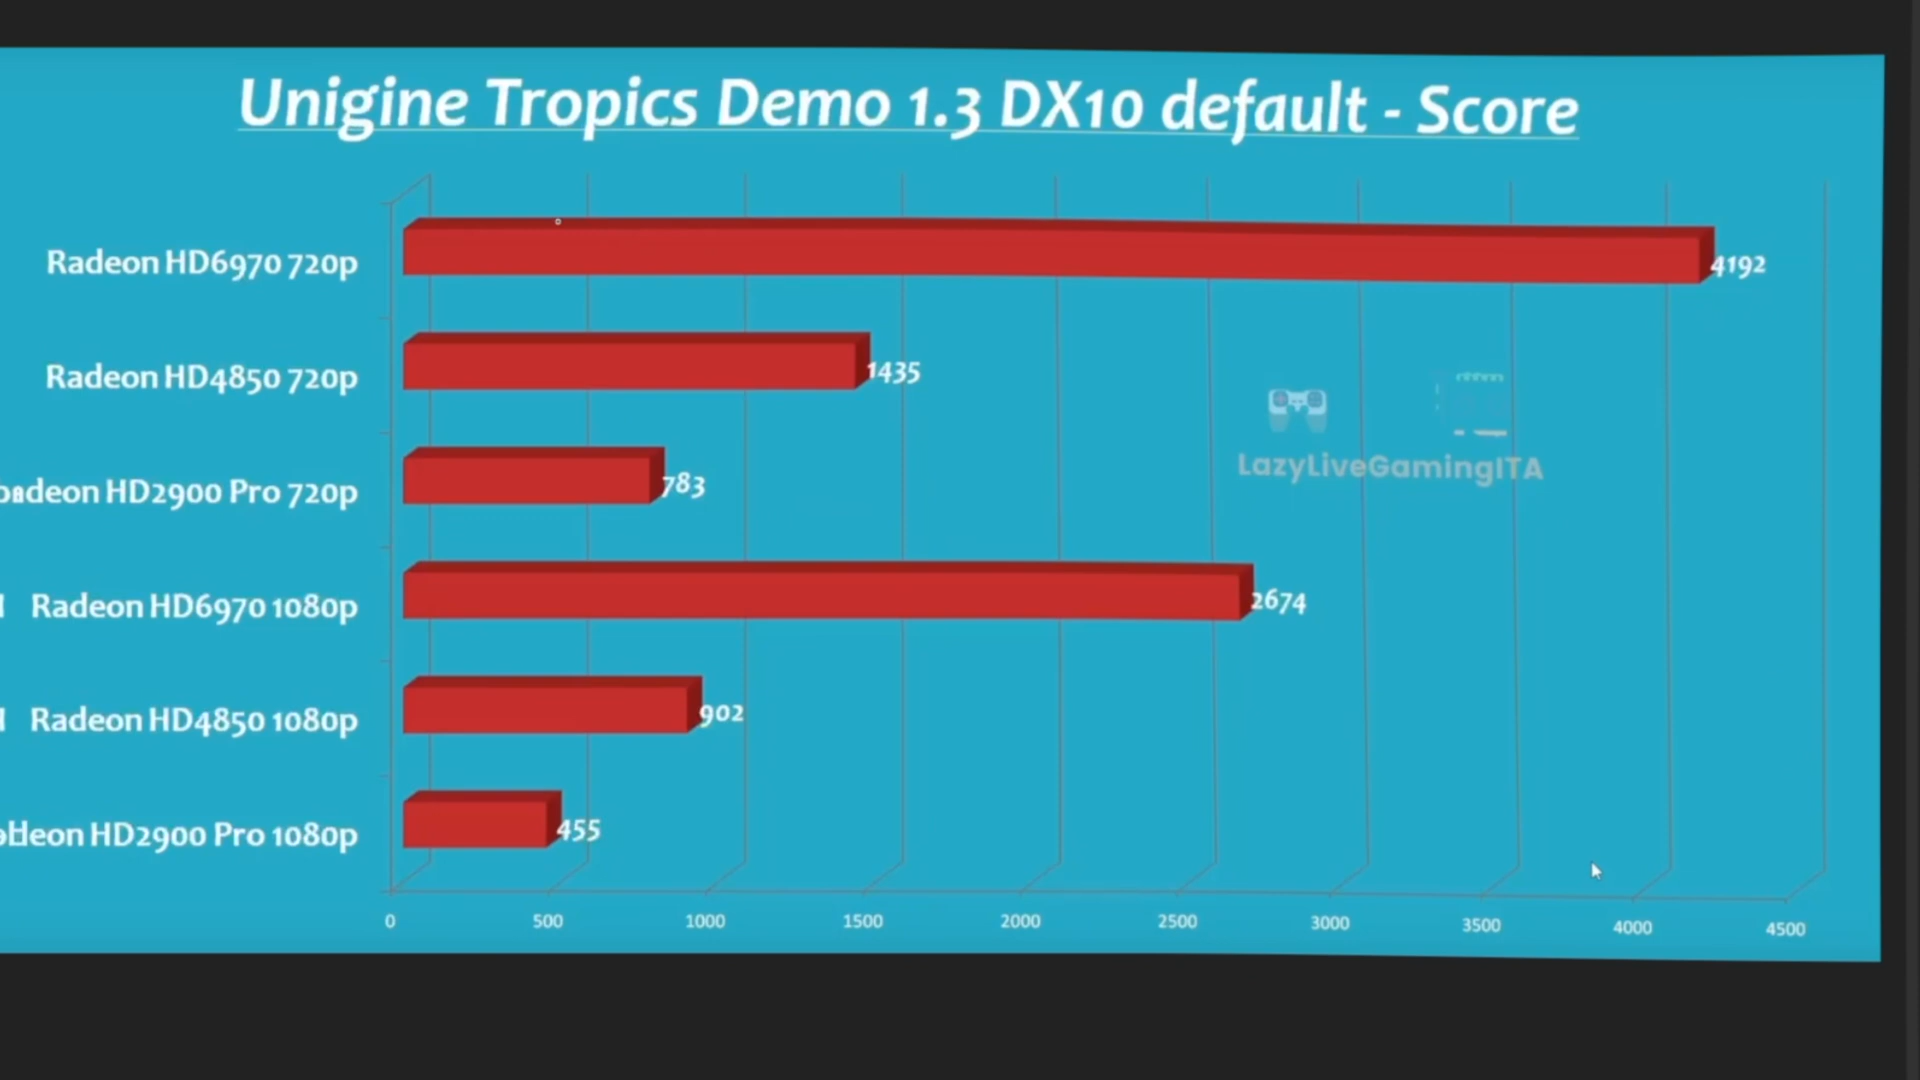 Unigine Tropics Demo 1.3 DX10 default - Score
Radeon HD6970 720p
4192
Radeon HD4850 720p
1435
HD2900 Pro 720p
783
LazyLiveGamingITA
Radeon HD6970 1080p
2674
Radeon HD4850 1080p
902
HD2900 Pro 1080p
455
0 500 1000 1500 2000 2500 3000 3500 4000 4500